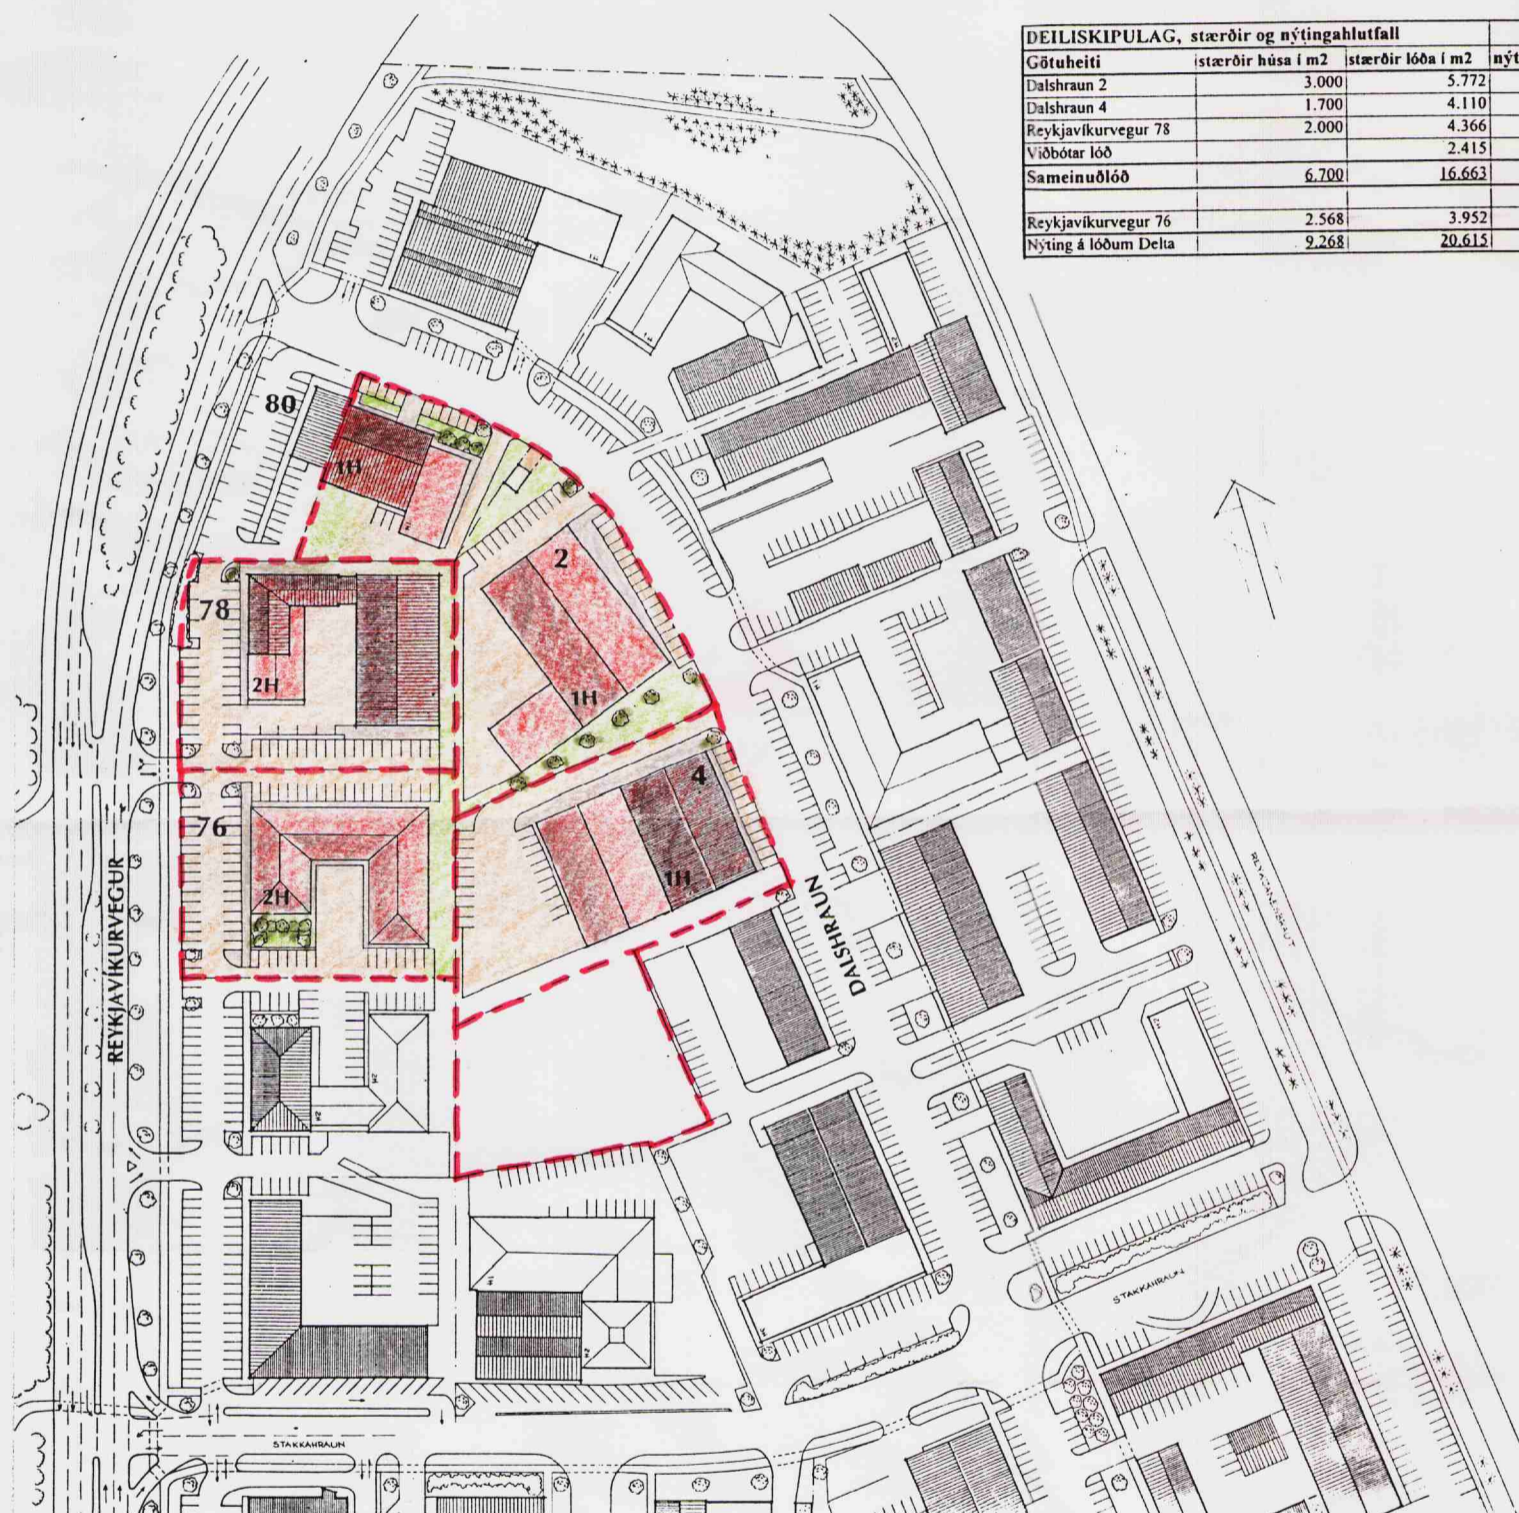 DEILISKIPULAG, stærðir og nýtingahlutfall
Götuheiti stærðir húsa í m2 stærðir lóða í m2 nýt
Dalshraun 2 3.000 5.772
Dalshraun 4 1.700 4.110
Reykjavíkurvegur 78 2.000 4.366
Viðbótar lóð 2.415
Sameinuðlóð 6.700 16.663
Reykjavíkurvegur 76 2.568 3.952
Nýting á lóðum Delta 9.268 20.615
80
1H
2
78
2H
1H
4
76
1H
2H
REYKJAVÍKURVEGUR
DALSHRAUN
REYKJANESBRAUT
STAKKAHRAUN
STAKKAHRAUN